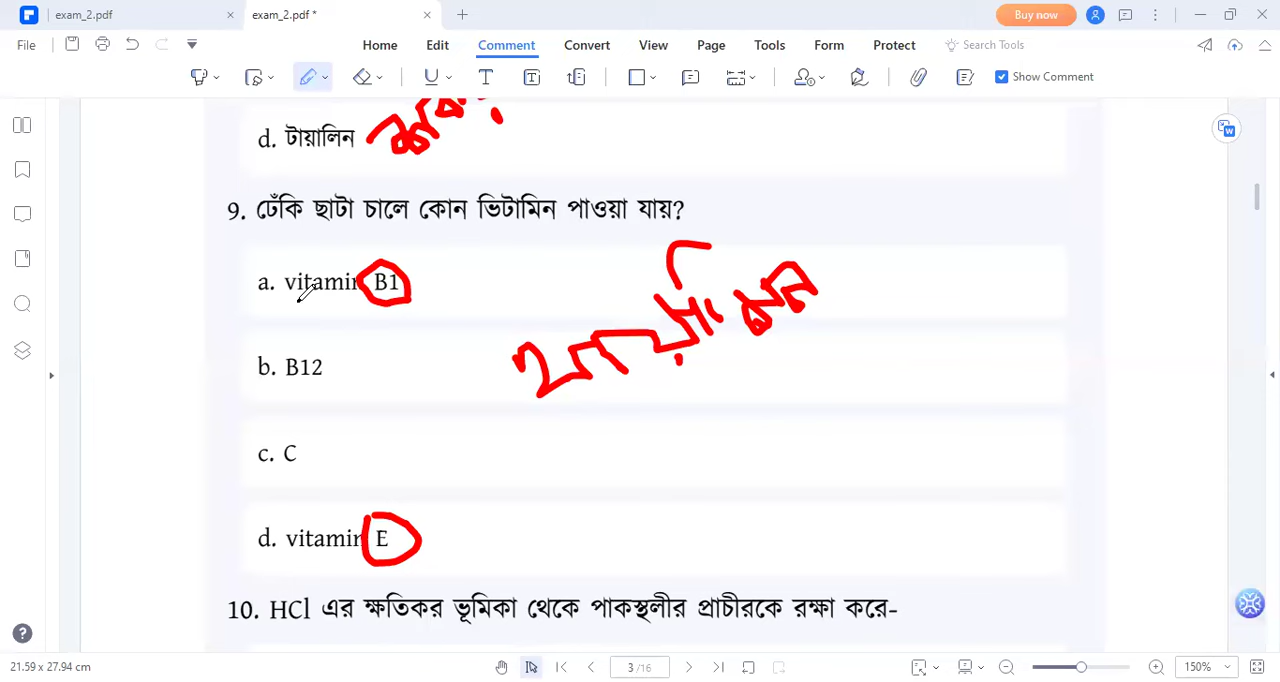 exam_2.pdf × exam_2.pdf * × + Buy now
File Home Edit Comment Convert View Page Tools Form Protect Search Tools
Show Comment
d. টায়ালিন
9. ঢেঁকি ছাটা চালে কোন ভিটামিন পাওয়া যায়?
a. vitamin B1
b. B12
c. C
d. vitamin E
10. HCl এর ক্ষতিকর ভূমিকা থেকে পাকস্থলীর প্রাচীরকে রক্ষা করে-
21.59 x 27.94 cm 3 /16 150%